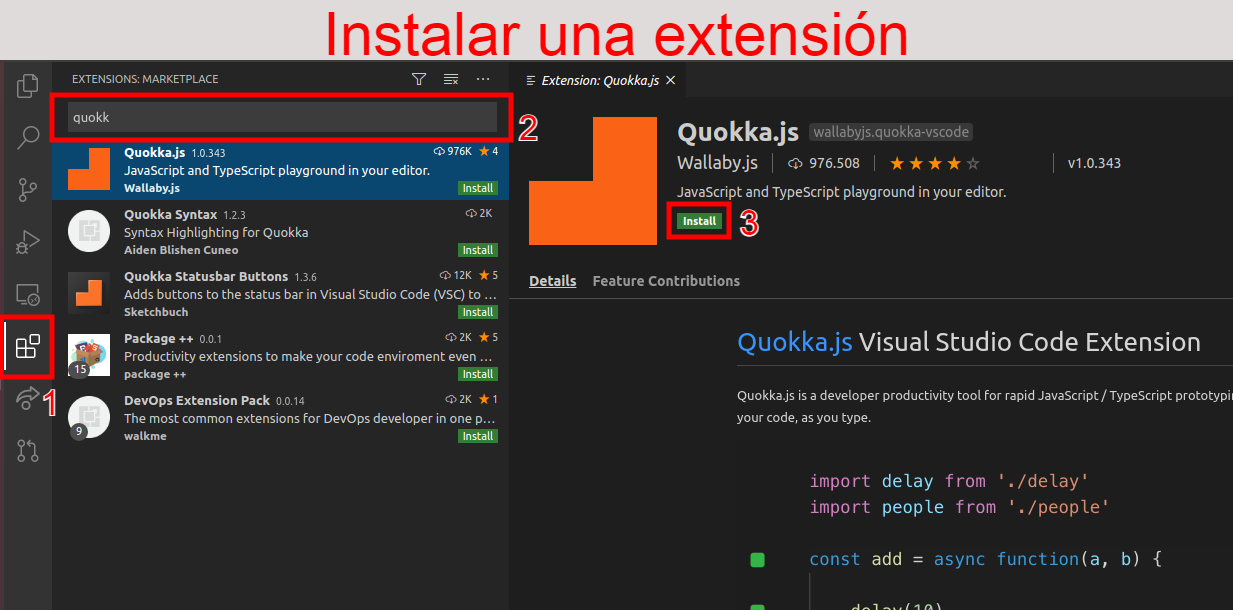 Instalar una extensión
EXTENSIONS: MARKETPLACE
quokk
2
Quokka.js 1.0.343 976K ★ 4
JavaScript and TypeScript playground in your editor.
Wallaby.js Install
Quokka Syntax 1.2.3 2K
Syntax Highlighting for Quokka
Aiden Blishen Cuneo Install
Quokka Statusbar Buttons 1.3.6 12K ★ 5
Adds buttons to the status bar in Visual Studio Code (VSC) to ...
Sketchbuch Install
Package ++ 0.0.1 2K ★ 5
Productivity extensions to make your code enviroment even ...
15 package ++ Install
1
DevOps Extension Pack 0.0.14 2K ★ 1
The most common extensions for DevOps developer in one p...
9 walkme Install
Extension: Quokka.js ×
Quokka.js wallabyjs.quokka-vscode
Wallaby.js 976.508 ★★★★☆ v1.0.343
JavaScript and TypeScript playground in your editor.
Install 3
Details Feature Contributions
Quokka.js Visual Studio Code Extension
Quokka.js is a developer productivity tool for rapid JavaScript / TypeScript prototypin
your code, as you type.
import delay from './delay'
import people from './people'
const add = async function(a, b) {
delay(10)